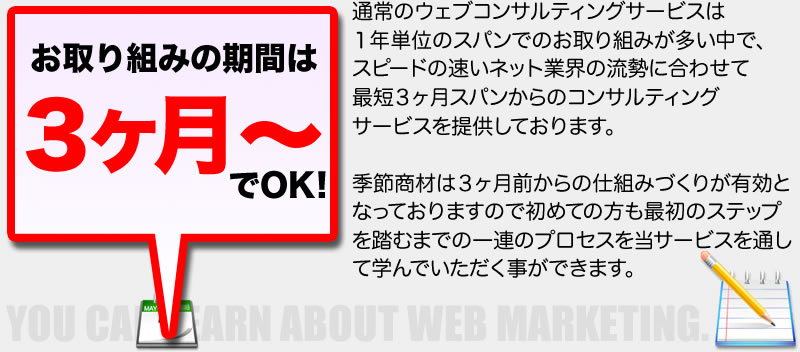 お取り組みの期間は
3ヶ月〜
でOK!
通常のウェブコンサルティングサービスは
１年単位のスパンでのお取り組みが多い中で、
スピードの速いネット業界の流勢に合わせて
最短３ヶ月スパンからのコンサルティング
サービスを提供しております。
季節商材は３ヶ月前からの仕組みづくりが有効と
なっておりますので初めての方も最初のステップ
を踏むまでの一連のプロセスを当サービスを通し
て学んでいただく事ができます。
MAY
YOU CA EARN ABOUT WEB MARKETING.